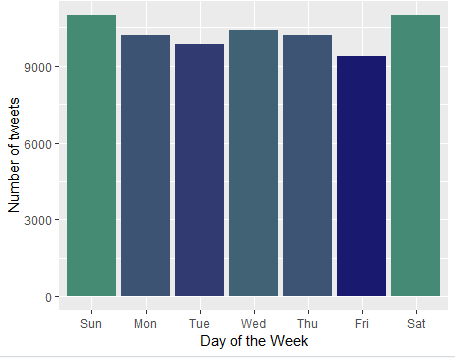 Number of tweets
9000
6000
3000
0
Sun Mon Tue Wed Thu Fri Sat
Day of the Week